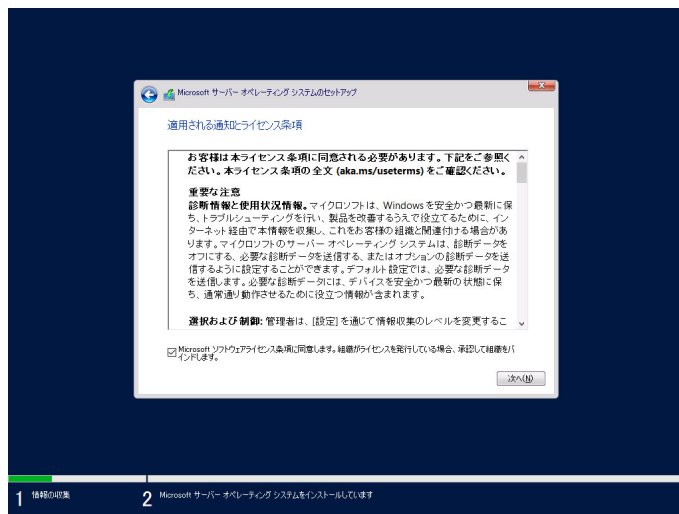 Microsoft サーバー オペレーティング システムのセットアップ
適用される通知とライセンス条項
お客様は本ライセンス条項に同意される必要があります。下記をご参照く
ださい。本ライセンス条項の全文 (aka.ms/useterms) をご確認ください。
重要な注意
診断情報と使用状況情報。マイクロソフトは、Windows を安全かつ最新に保
ち、トラブルシューティングを行い、製品を改善するうえで役立てるために、イン
ターネット経由で本情報を収集し、これをお客様の組織と関連付ける場合があ
ります。マイクロソフトのサーバー オペレーティング システムは、診断データを
オフにする、必要な診断データを送信する、またはオプションの診断データを送
信するように設定することができます。デフォルト設定では、必要な診断データ
を送信します。必要な診断データには、デバイスを安全かつ最新の状態に保
ち、通常通り動作させるために役立つ情報が含まれます。
選択および制御: 管理者は、[設定] を通じて情報収集のレベルを変更するこ
Microsoft ソフトウェアライセンス条項に同意します。組織がライセンスを発行している場合、承認して組織をバ
インドします。
次へ(N)
1 情報の収集
2 Microsoft サーバー オペレーティング システムをインストールしています